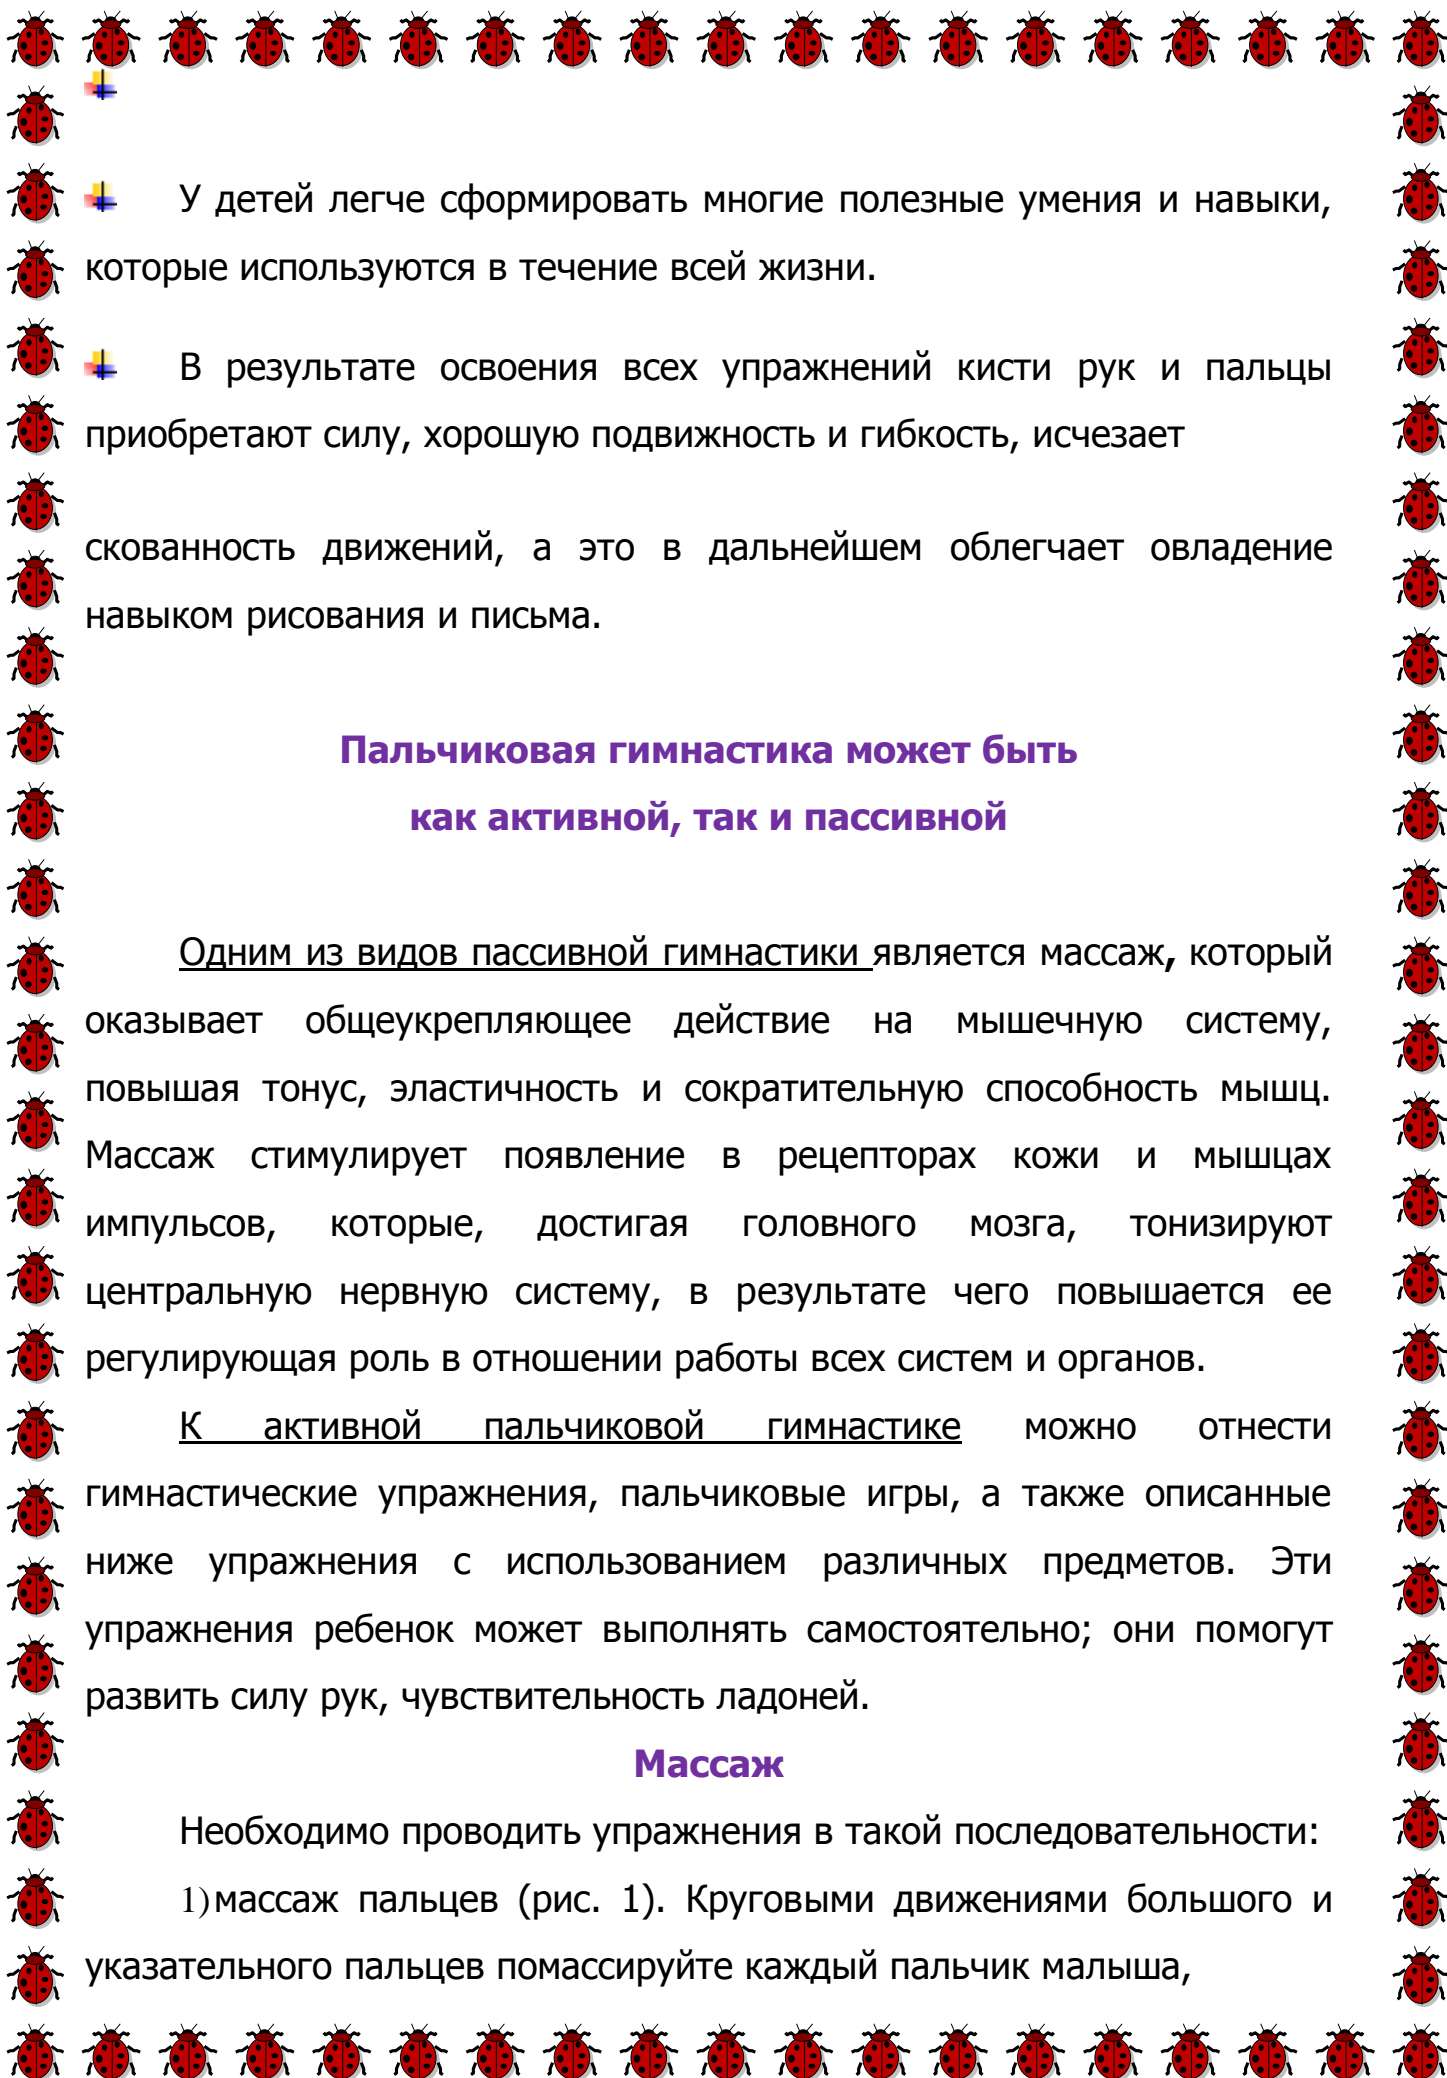 У детей легче сформировать многие полезные умения и навыки,
которые используются в течение всей жизни.
В результате освоения всех упражнений кисти рук и пальцы
приобретают силу, хорошую подвижность и гибкость, исчезает
скованность движений, а это в дальнейшем облегчает овладение
навыком рисования и письма.
Пальчиковая гимнастика может быть
как активной, так и пассивной
Одним из видов пассивной гимнастики является массаж, который
оказывает общеукрепляющее действие на мышечную систему,
повышая тонус, эластичность и сократительную способность мышц.
Массаж стимулирует появление в рецепторах кожи и мышцах
импульсов, которые, достигая головного мозга, тонизируют
центральную нервную систему, в результате чего повышается ее
регулирующая роль в отношении работы всех систем и органов.
К активной пальчиковой гимнастике можно отнести
гимнастические упражнения, пальчиковые игры, а также описанные
ниже упражнения с использованием различных предметов. Эти
упражнения ребенок может выполнять самостоятельно; они помогут
развить силу рук, чувствительность ладоней.
Массаж
Необходимо проводить упражнения в такой последовательности:
1) массаж пальцев (рис. 1). Круговыми движениями большого и
указательного пальцев помассируйте каждый пальчик малыша,